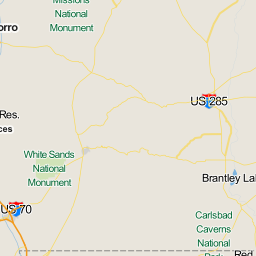 Missions
National
Monument
orro
US 285
Res.
ces
White Sands
National
Monument
Brantley Lak
US 70
Carlsbad
Caverns
National
Park
Red